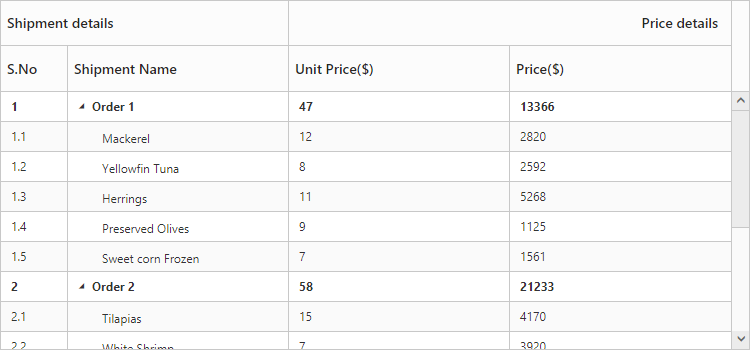 Shipment details Price details
S.No Shipment Name Unit Price($) Price($)
1 Order 1 47 13366
1.1 Mackerel 12 2820
1.2 Yellowfin Tuna 8 2592
1.3 Herrings 11 5268
1.4 Preserved Olives 9 1125
1.5 Sweet corn Frozen 7 1561
2 Order 2 58 21233
2.1 Tilapias 15 4170
2.2 White Shrimp 7 3920